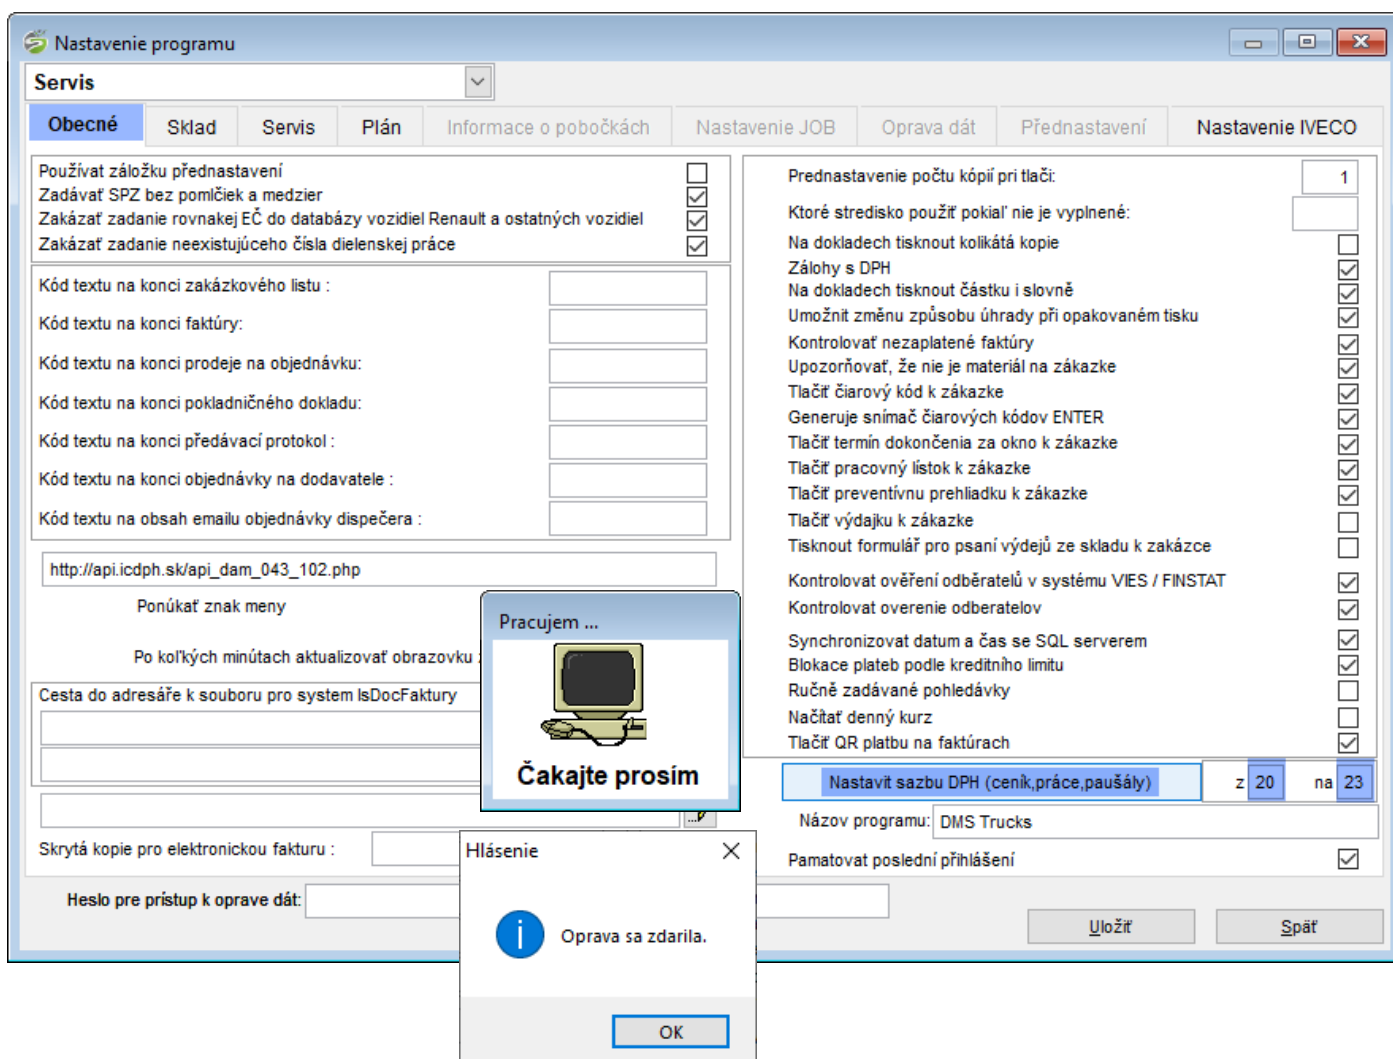 Nastavenie programu
Servis
Obecné Sklad Servis Plán Informace o pobočkách Nastavenie JOB Oprava dát Přednastavení Nastavenie IVECO
Používat záložku přednastavení
Zadávať SPZ bez pomlčiek a medzier
Zakázať zadanie rovnakej EČ do databázy vozidiel Renault a ostatných vozidiel
Zakázať zadanie neexistujúceho čísla dielenskej práce
Kód textu na konci zakázkového listu :
Kód textu na konci faktúry:
Kód textu na konci prodeje na objednávku:
Kód textu na konci pokladničného dokladu:
Kód textu na konci předávací protokol :
Kód textu na konci objednávky na dodavatele :
Kód textu na obsah emailu objednávky dispečera :
http://api.icdph.sk/api_dam_043_102.php
Ponúkať znak meny
Po koľkých minútach aktualizovať obrazovku
Cesta do adresáře k souboru pro system IsDocFaktury
Skrytá kopie pro elektronickou fakturu :
Heslo pre prístup k oprave dát:
Prednastavenie počtu kópií pri tlači: 1
Ktoré stredisko použiť pokiaľ nie je vyplnené:
Na dokladech tisknout kolikátá kopie
Zálohy s DPH
Na dokladech tisknout částku i slovně
Umožnit změnu způsobu úhrady při opakovaném tisku
Kontrolovať nezaplatené faktúry
Upozorňovať, že nie je materiál na zákazke
Tlačiť čiarový kód k zákazke
Generuje snímač čiarových kódov ENTER
Tlačiť termín dokončenia za okno k zákazke
Tlačiť pracovný lístok k zákazke
Tlačiť preventívnu prehliadku k zákazke
Tlačiť výdajku k zákazke
Tisknout formulář pro psaní výdejů ze skladu k zakázce
Kontrolovat ověření odběratelů v systému VIES / FINSTAT
Kontrolovat overenie odberatelov
Synchronizovat datum a čas se SQL serverem
Blokace plateb podle kreditního limitu
Ručně zadávané pohledávky
Načítať denný kurz
Tlačiť QR platbu na faktúrach
Nastavit sazbu DPH (ceník,práce,paušály) z 20 na 23
Názov programu: DMS Trucks
Pamatovat poslední přihlášení
Uložiť Späť
Pracujem ...
Čakajte prosím
Hlásenie
Oprava sa zdarila.
OK